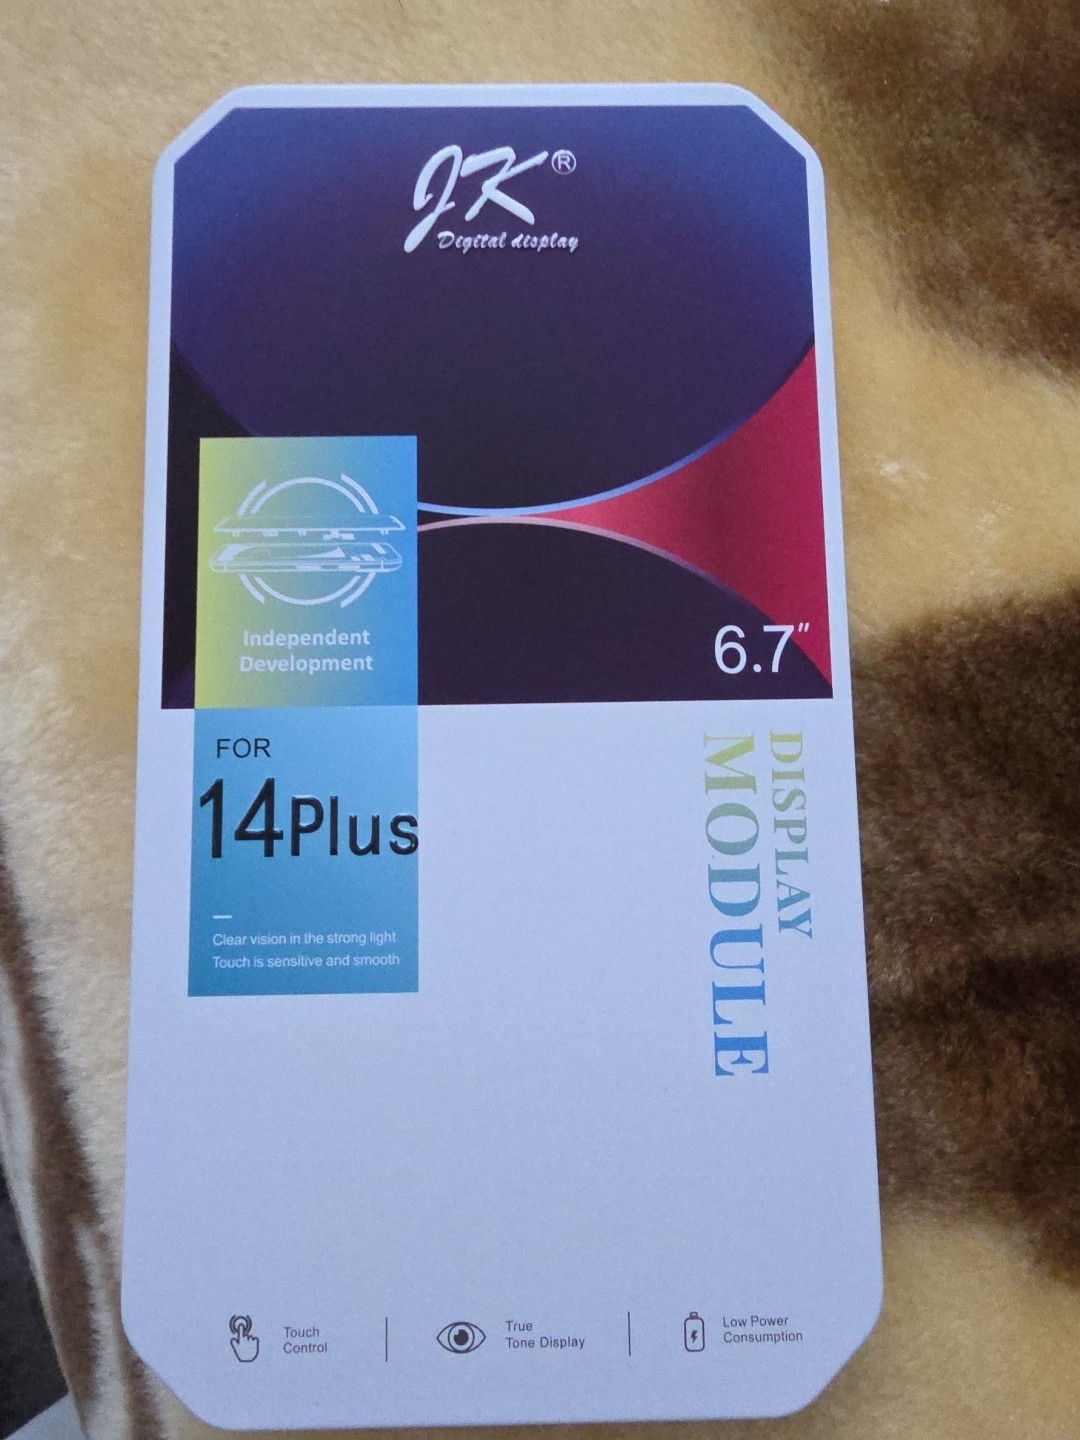 JK®
Digital display
Independent
Development
6.7"
FOR
14Plus
Clear vision in the strong light
Touch is sensitive and smooth
DISPLAY
MODULE
Touch
Control
True
Tone Display
Low Power
Consumption